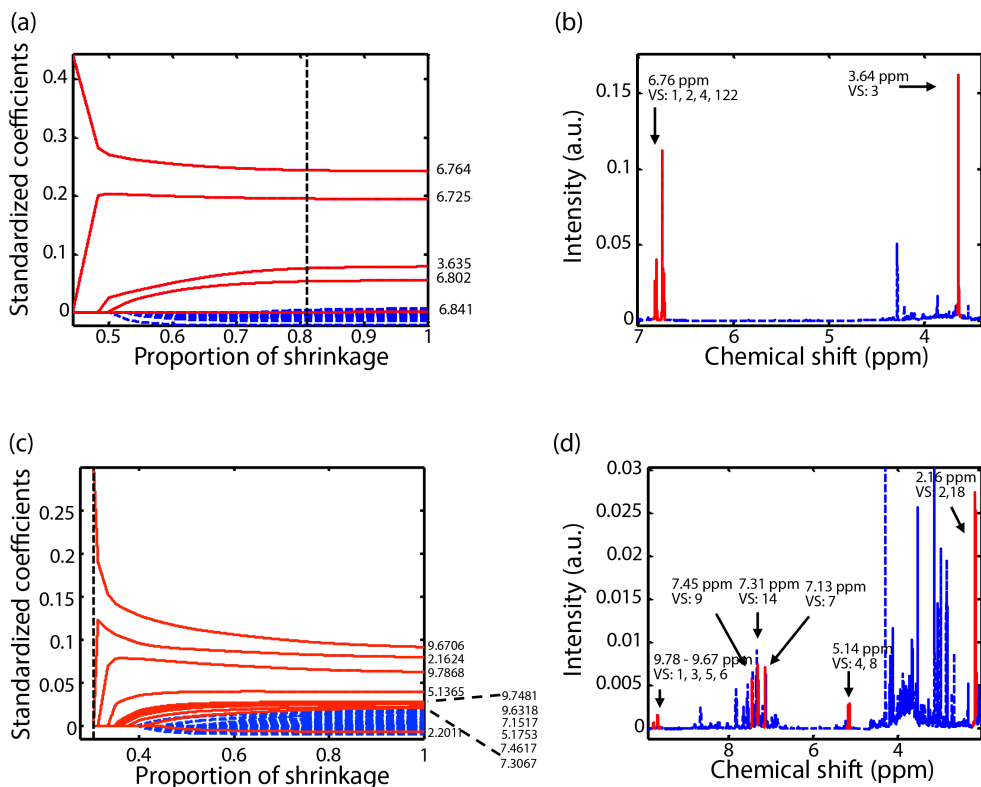 (a)
Standardized coefficients
0.4
0.3
0.2
0.1
0
0.5
0.6
0.7
0.8
0.9
1
Proportion of shrinkage
6.764
6.725
3.635
6.802
6.841
(b)
Intensity (a.u.)
0.15
0.1
0.05
0
7
6
5
4
Chemical shift (ppm)
6.76 ppm
VS: 1, 2, 4, 122
3.64 ppm
VS: 3
(c)
Standardized coefficients
0.25
0.2
0.15
0.1
0.05
0
0.4
0.6
0.8
1
Proportion of shrinkage
9.6706
2.1624
9.7868
5.1365
2.2011
9.7481
9.6318
7.1517
5.1753
7.4617
7.3067
(d)
Intensity (a.u.)
0.03
0.025
0.02
0.015
0.01
0.005
0
8
6
4
Chemical shift (ppm)
2.16 ppm
VS: 2,18
7.45 ppm
VS: 9
7.31 ppm
VS: 14
7.13 ppm
VS: 7
9.78 - 9.67 ppm
VS: 1, 3, 5, 6
5.14 ppm
VS: 4, 8